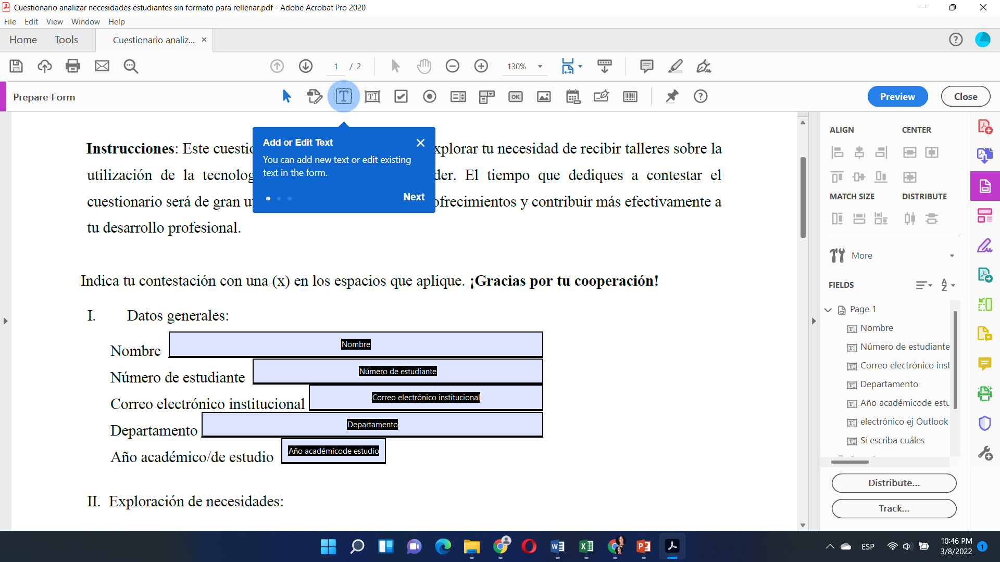 Cuestionario analizar necesidades estudiantes sin formato para rellenar.pdf - Adobe Acrobat Pro 2020
File Edit View Window Help
Home Tools Cuestionario analiz... ×
1 / 2 130%
Prepare Form OK Preview Close
Add or Edit Text
You can add new text or edit existing
text in the form.
Next
Instrucciones: Este cuestio xplorar tu necesidad de recibir talleres sobre la
utilización de la tecnolog der. El tiempo que dediques a contestar el
cuestionario será de gran u ofrecimientos y contribuir más efectivamente a
tu desarrollo profesional.
Indica tu contestación con una (x) en los espacios que aplique. ¡Gracias por tu cooperación!
I. Datos generales:
Nombre Nombre
Número de estudiante Número de estudiante
Correo electrónico institucional Correo electrónico institucional
Departamento Departamento
Año académico/de estudio Año académicode estudio
II. Exploración de necesidades:
ALIGN CENTER
MATCH SIZE DISTRIBUTE
More
FIELDS
Page 1
Nombre
Número de estudiante
Correo electrónico inst
Departamento
Año académicode estu
electrónico ej Outlook
Sí escriba cuáles
Distribute...
Track...
ESP 10:46 PM
3/8/2022 1